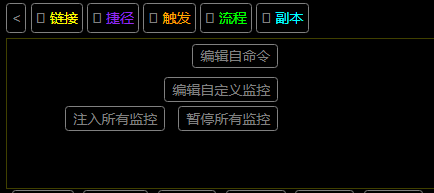 < 链接 捷径 触发 流程 副本
编辑自命令
编辑自定义监控
注入所有监控 暂停所有监控